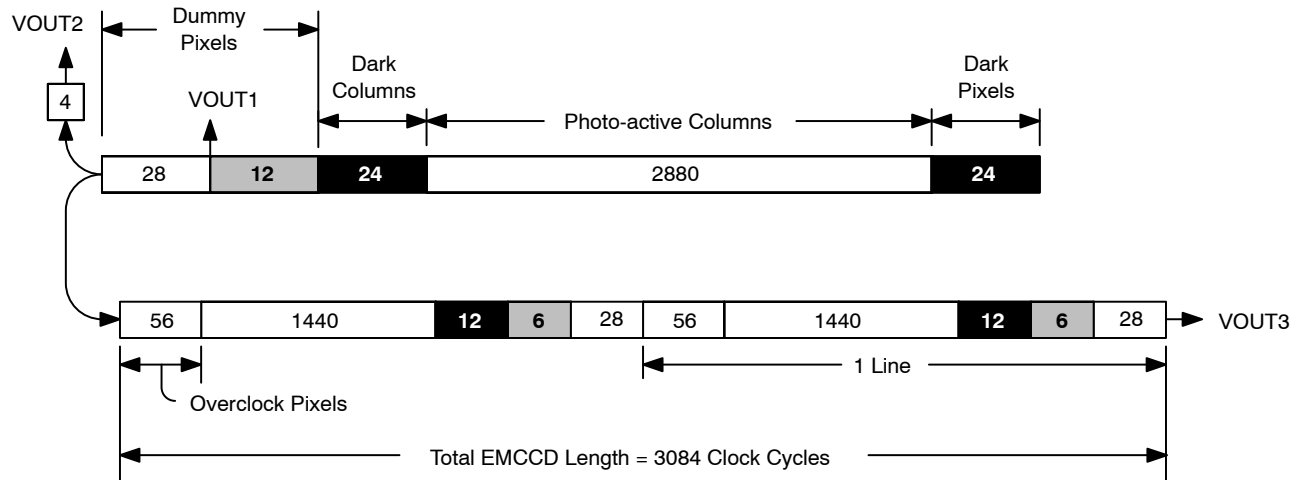 VOUT2
Dummy
Pixels
4
VOUT1
Dark
Columns
Photo-active Columns
Dark
Pixels
28 12 24 2880 24
56 1440 12 6 28 56 1440 12 6 28
VOUT3
1 Line
Overclock Pixels
Total EMCCD Length = 3084 Clock Cycles